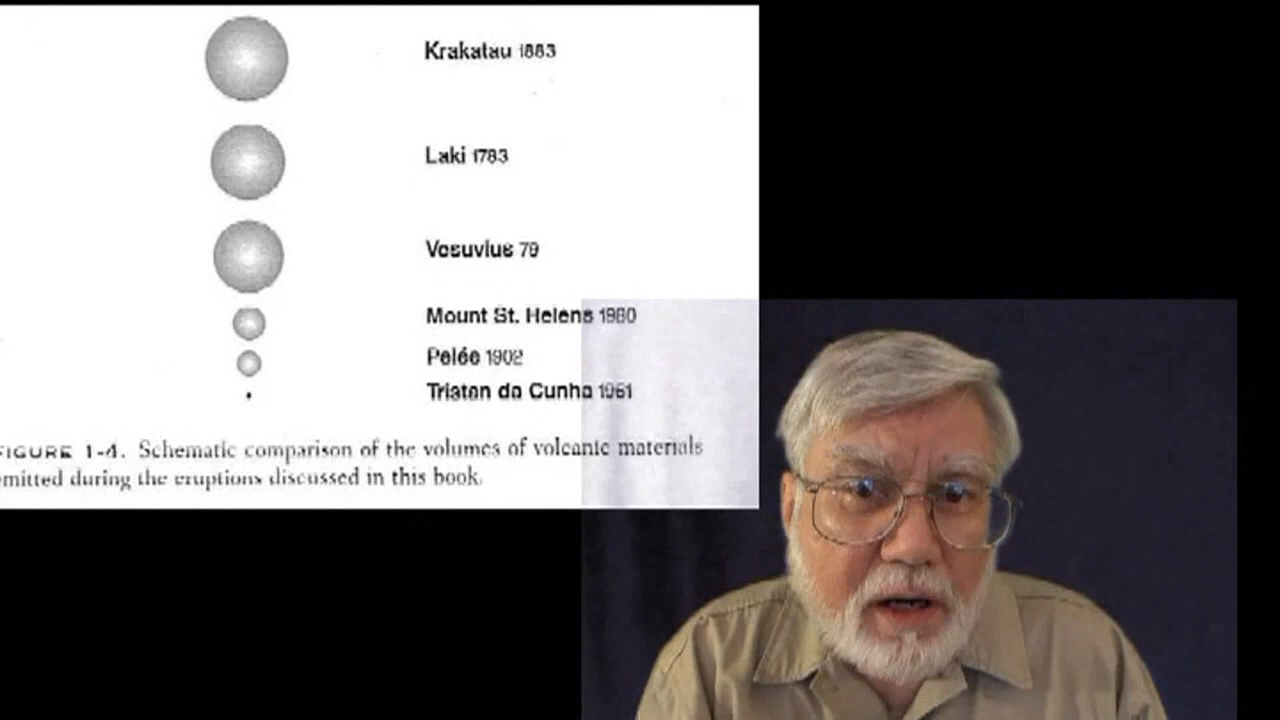 Krakatau 1883
Laki 1783
Vesuvius 79
Mount St. Helens 1980
Pelée 1902
Tristan da Cunha 1961
FIGURE 1-4. Schematic comparison of the volumes of volcanic materials
emitted during the eruptions discussed in this book.